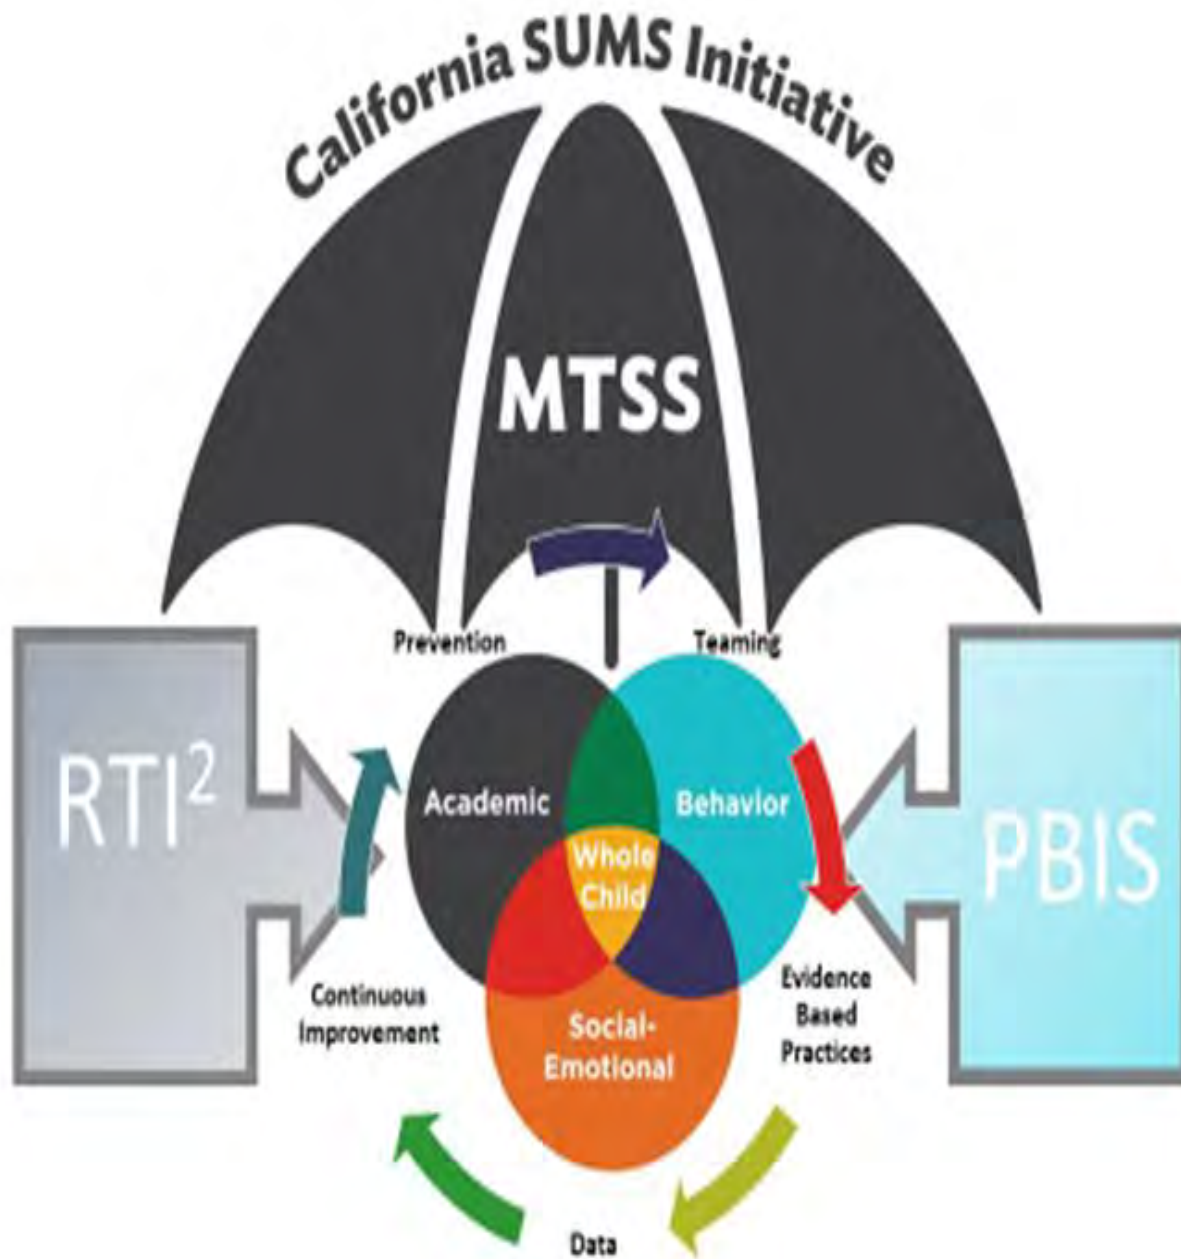 California SUMS Initiative
MTSS
Prevention
Teaming
RTI²
Academic
Behavior
PBIS
Whole
Child
Continuous
Improvement
Evidence
Based
Practices
Social-
Emotional
Data